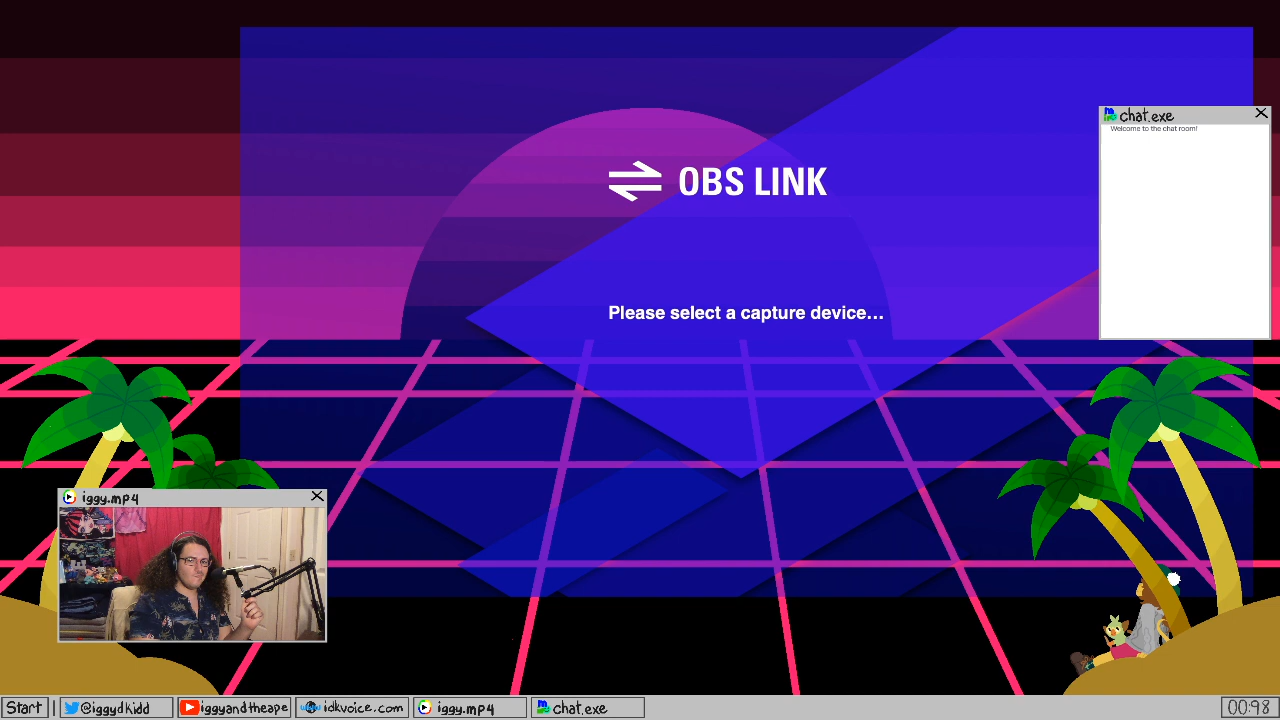 chat.exe
Welcome to the chat room!
OBS LINK
Please select a capture device...
iggy.mp4
Start | @iggydkidd iggyandtheape idkvoice.com iggy.mp4 chat.exe 00:98